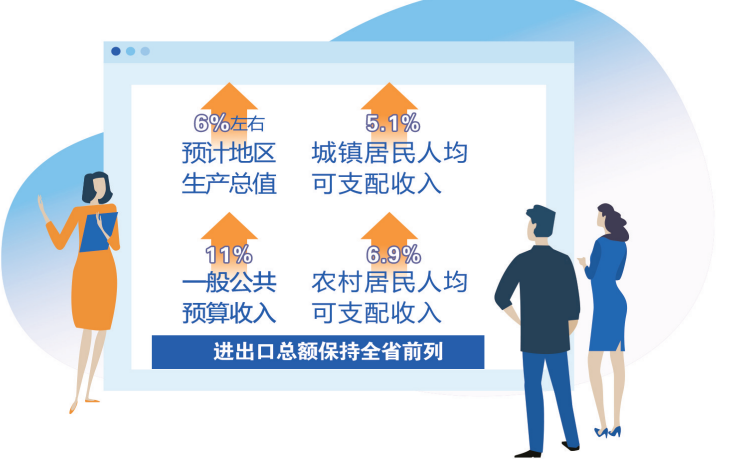 6%左右
预计地区
生产总值
5.1%
城镇居民人均
可支配收入
11%
一般公共
预算收入
6.9%
农村居民人均
可支配收入
进出口总额保持全省前列